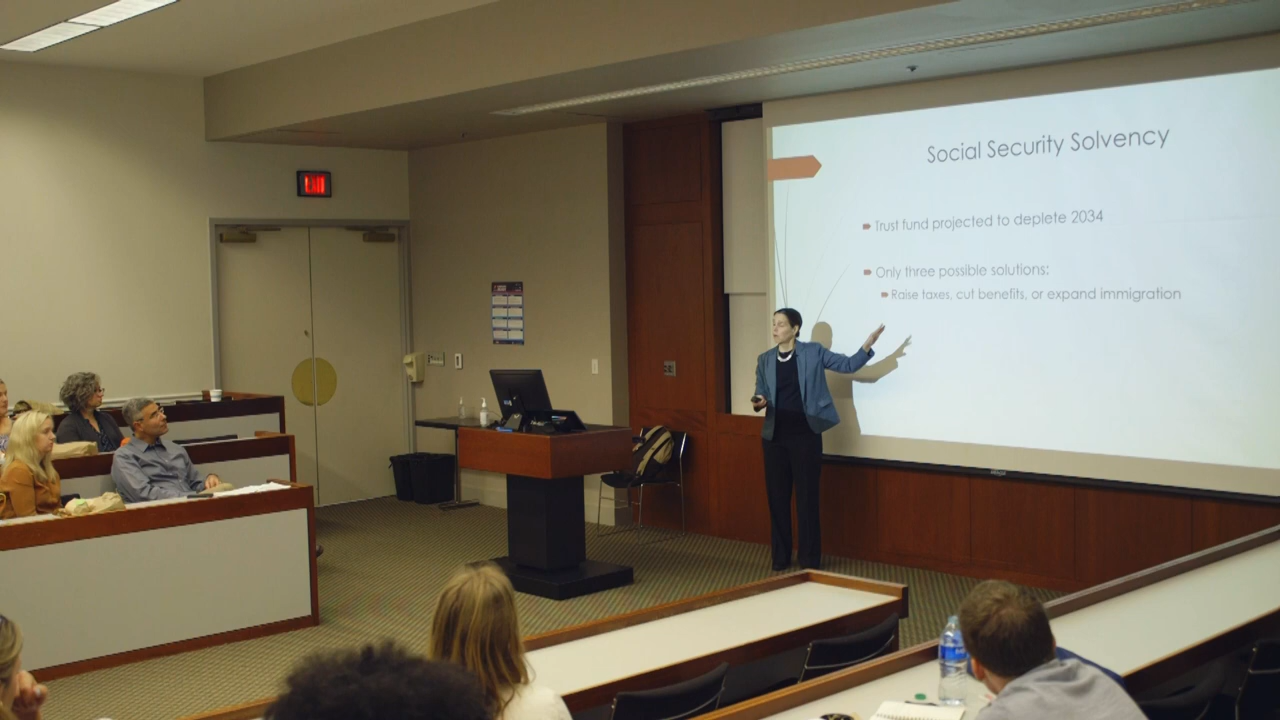 Social Security Solvency
Trust fund projected to deplete 2034
Only three possible solutions:
Raise taxes, cut benefits, or expand immigration